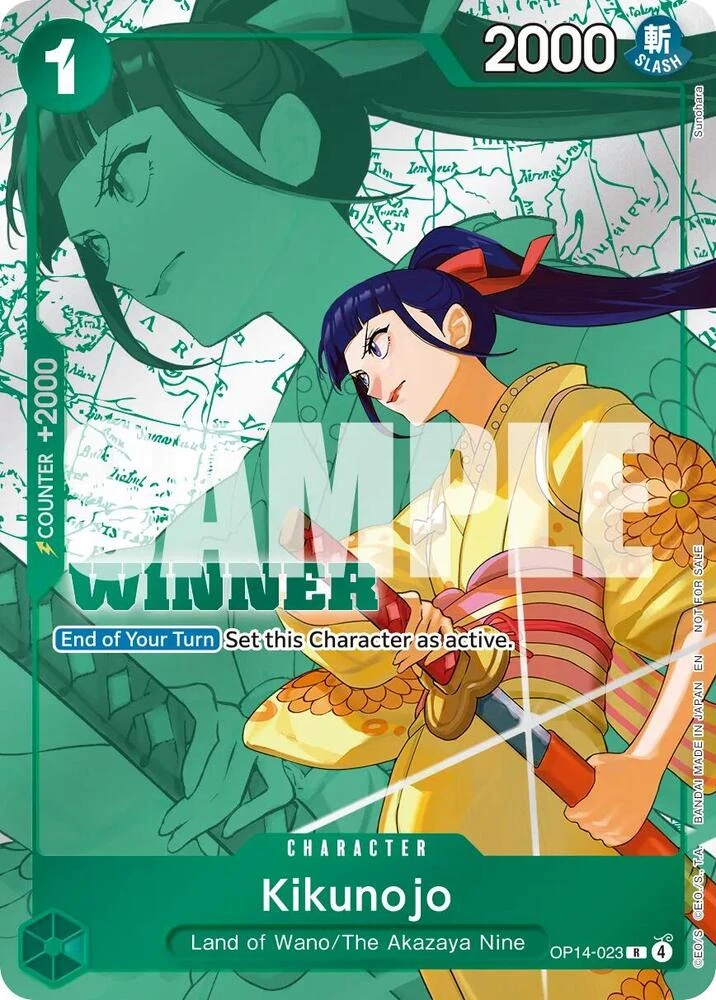 1
2000
斬
SLASH
Sunohara
COUNTER +2000
SAMPLE
WINNER
End of Your Turn Set this Character as active.
CHARACTER
Kikunojo
Land of Wano/The Akazaya Nine
OP14-023 R 4
©E.O/S. ©E.O./S.,T.A. BANDAI MADE IN JAPAN EN NOT FOR SALE